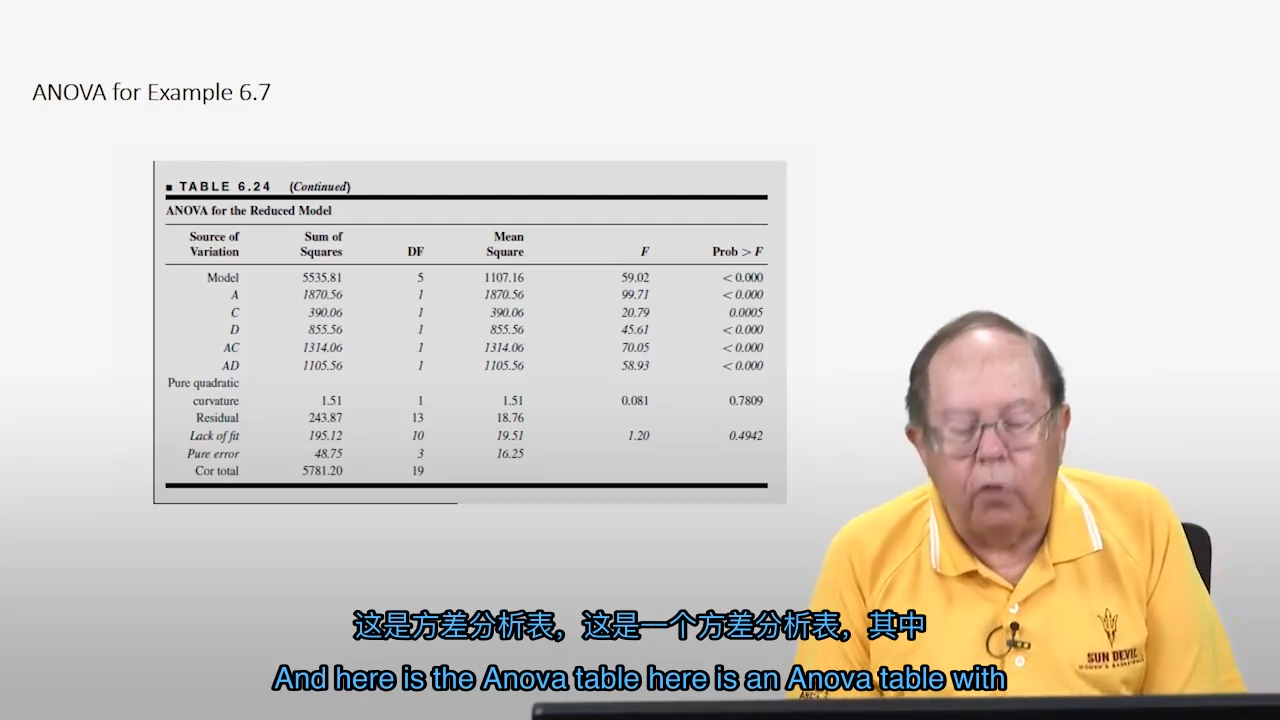 ANOVA for Example 6.7
■ TABLE 6.24 (Continued)
ANOVA for the Reduced Model
Source of Variation Sum of Squares DF Mean Square F Prob > F
Model 5535.81 5 1107.16 59.02 <0.000
A 1870.56 1 1870.56 99.71 <0.000
C 390.06 1 390.06 20.79 0.0005
D 855.56 1 855.56 45.61 <0.000
AC 1314.06 1 1314.06 70.05 <0.000
AD 1105.56 1 1105.56 58.93 <0.000
Pure quadratic
curvature 1.51 1 1.51 0.081 0.7809
Residual 243.87 13 18.76
Lack of fit 195.12 10 19.51 1.20 0.4942
Pure error 48.75 3 16.25
Cor total 5781.20 19
SUN DEVIL
这是方差分析表，这是一个方差分析表，其中
And here is the Anova table here is an Anova table with